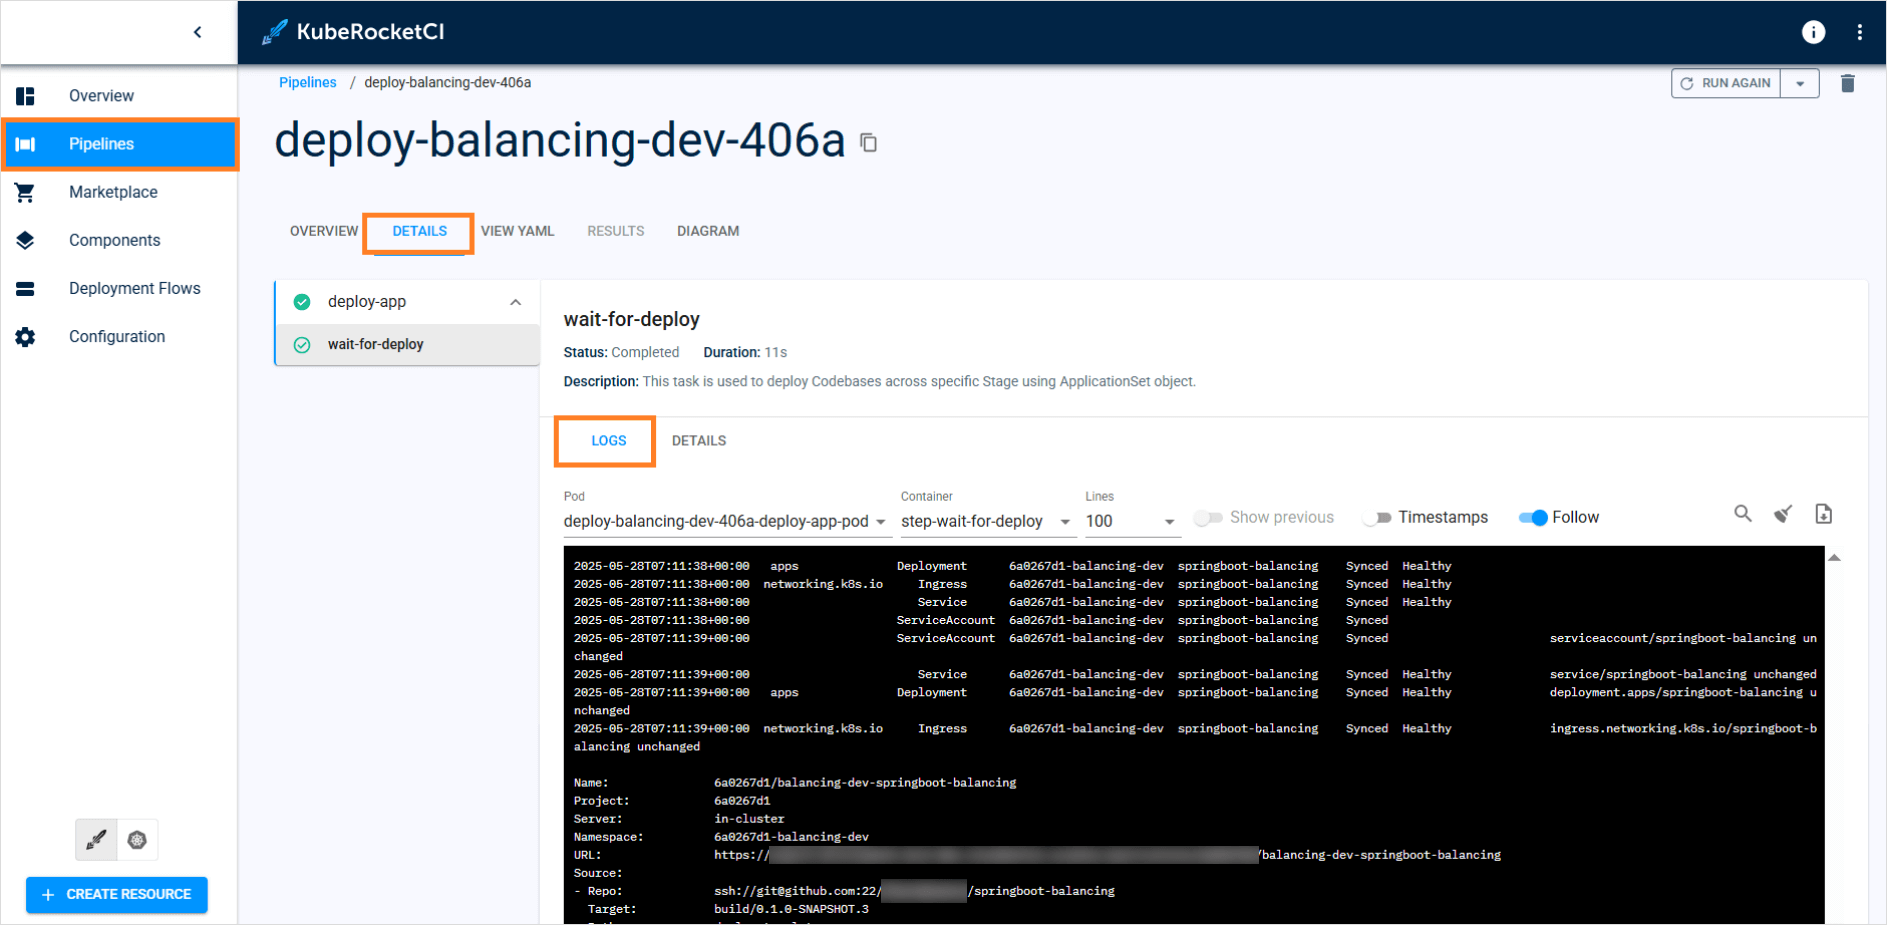 KubeRocketCI
Overview
Pipelines
Marketplace
Components
Deployment Flows
Configuration
CREATE RESOURCE
Pipelines / deploy-balancing-dev-406a
RUN AGAIN
deploy-balancing-dev-406a
OVERVIEW DETAILS VIEW YAML RESULTS DIAGRAM
deploy-app
wait-for-deploy
wait-for-deploy
Status: Completed Duration: 11s
Description: This task is used to deploy Codebases across specific Stage using ApplicationSet object.
LOGS DETAILS
Pod Container Lines
deploy-balancing-dev-406a-deploy-app-pod step-wait-for-deploy 100 Show previous Timestamps Follow
2025-05-28T07:11:38+00:00 apps Deployment 6a0267d1-balancing-dev springboot-balancing Synced Healthy
2025-05-28T07:11:38+00:00 networking.k8s.io Ingress 6a0267d1-balancing-dev springboot-balancing Synced Healthy
2025-05-28T07:11:38+00:00 Service 6a0267d1-balancing-dev springboot-balancing Synced Healthy
2025-05-28T07:11:38+00:00 ServiceAccount 6a0267d1-balancing-dev springboot-balancing Synced
2025-05-28T07:11:39+00:00 ServiceAccount 6a0267d1-balancing-dev springboot-balancing Synced serviceaccount/springboot-balancing un
changed
2025-05-28T07:11:39+00:00 Service 6a0267d1-balancing-dev springboot-balancing Synced Healthy service/springboot-balancing unchanged
2025-05-28T07:11:39+00:00 apps Deployment 6a0267d1-balancing-dev springboot-balancing Synced Healthy deployment.apps/springboot-balancing u
nchanged
2025-05-28T07:11:39+00:00 networking.k8s.io Ingress 6a0267d1-balancing-dev springboot-balancing Synced Healthy ingress.networking.k8s.io/springboot-b
alancing unchanged
Name: 6a0267d1/balancing-dev-springboot-balancing
Project: 6a0267d1
Server: in-cluster
Namespace: 6a0267d1-balancing-dev
URL: https:// /balancing-dev-springboot-balancing
Source:
- Repo: ssh://git@github.com:22/ /springboot-balancing
Target: build/0.1.0-SNAPSHOT.3